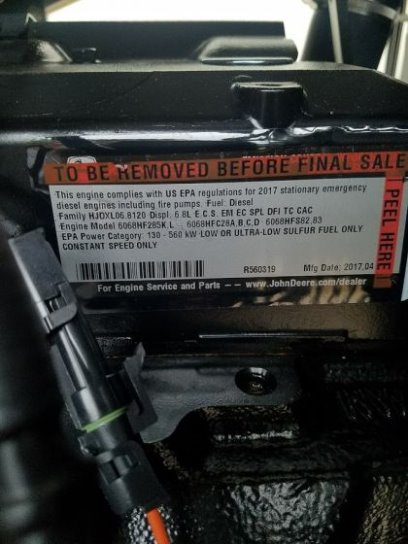 TO BE REMOVED BEFORE FINAL SALE
This engine complies with US EPA regulations for 2017 stationary emergency
diesel engines including fire pumps. Fuel: Diesel
Family HJDXL06.8120 Displ. 6.8L E.C.S. EM EC SPL DFI TC CAC
Engine Model 6068HF285K,L 6068HFC28A,B,C,D 6068HFS82,83
EPA Power Category: 130 - 560 kW LOW OR ULTRA-LOW SULFUR FUEL ONLY
CONSTANT SPEED ONLY
R560319 Mfg Date: 2017.04
For Engine Service and Parts -- www.JohnDeere.com/dealer
PEEL HERE